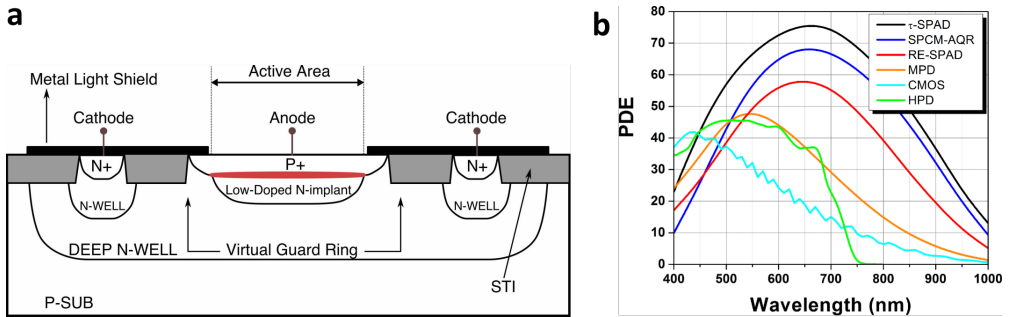 a
Metal Light Shield
Active Area
Cathode
Anode
Cathode
N+
P+
N+
Low-Doped N-implant
N-WELL
N-WELL
DEEP N-WELL
Virtual Guard Ring
STI
P-SUB
b
80
70
60
50
40
30
20
10
0
PDE
τ-SPAD
SPCM-AQR
RE-SPAD
MPD
CMOS
HPD
400 500 600 700 800 900 1000
Wavelength (nm)